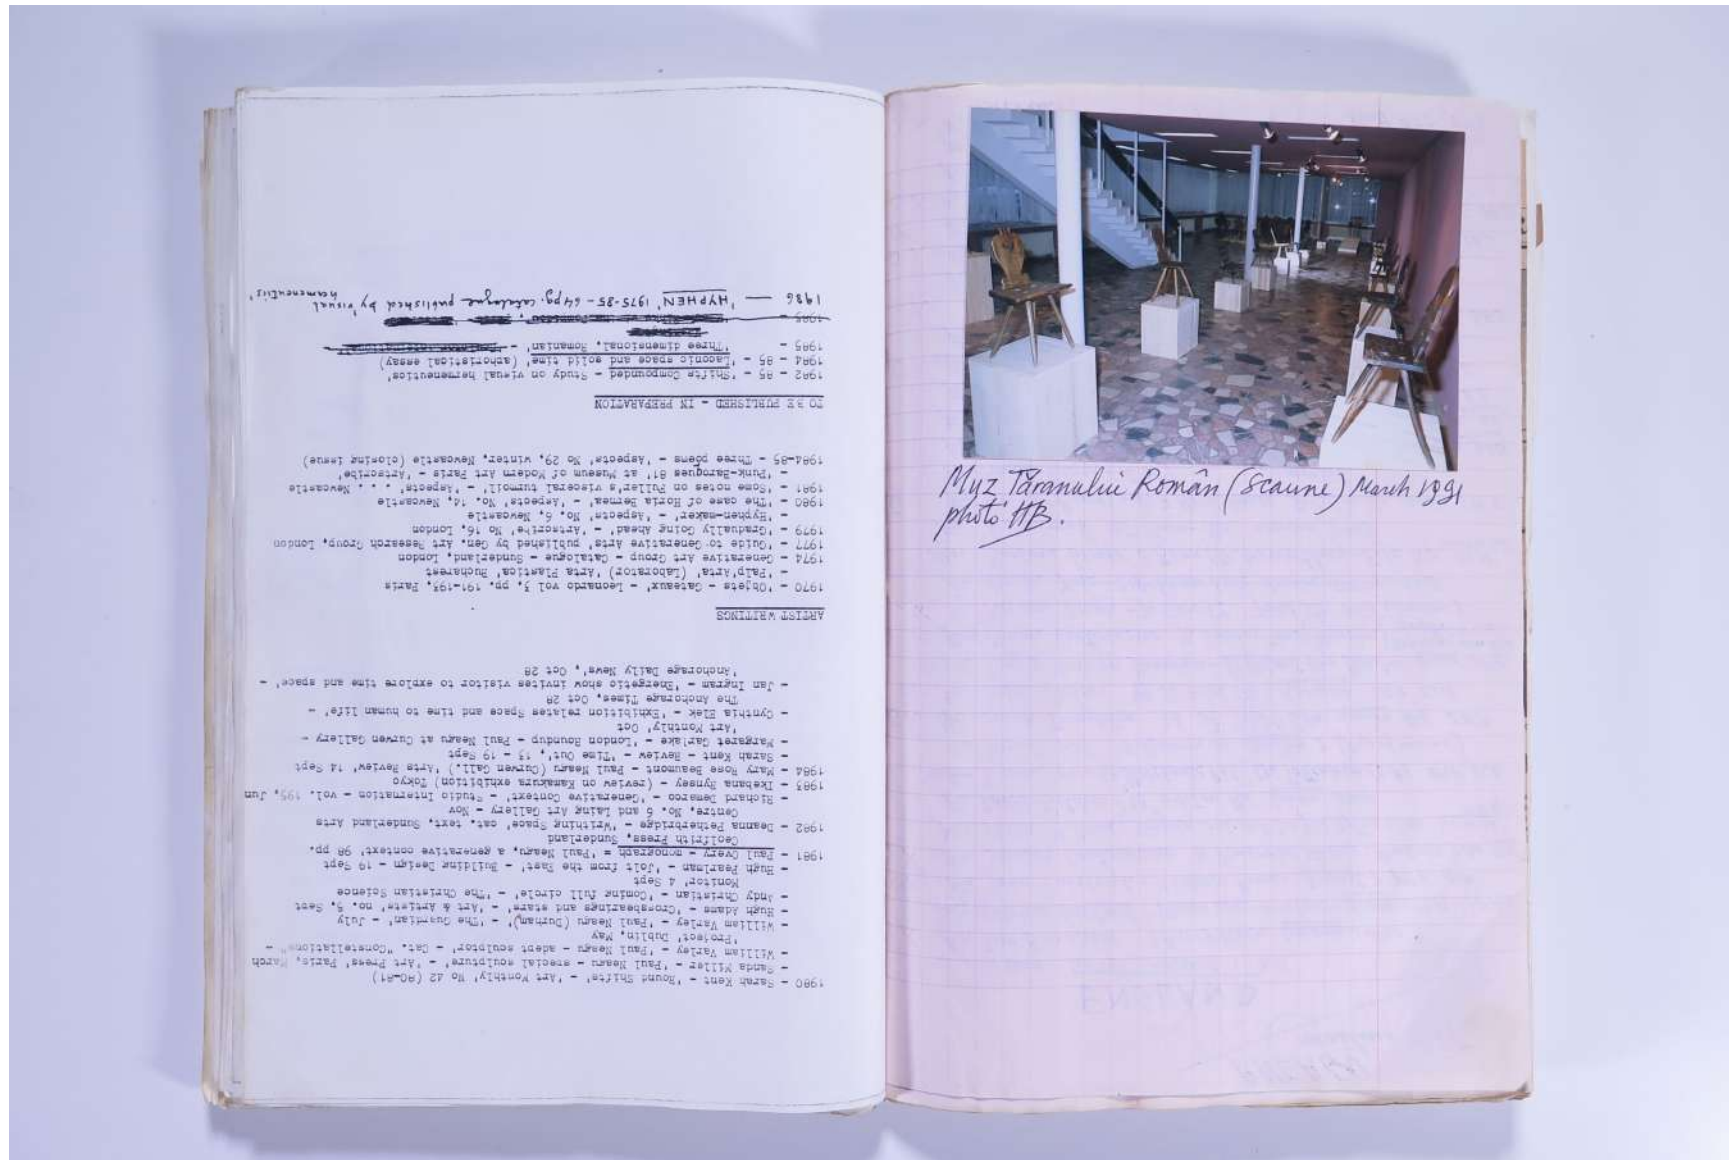 1980 - Sarah Kent - 'Round Shifts' - 'Art Monthly' No 42 (80-81)
- Sanda Miller - 'Paul Neagu - special sculpture' - 'Art Press' Paris, March
- William Varley - 'Paul Neagu - adept sculptor' - Cat. "Constellations" -
'Project' Dublin, May
- William Varley - 'Paul Neagu (Durham)' - 'The Guardian' - July
- Hugh Adams - 'Crossbearings and stars' - 'Art & Artists' no. 5, Sept
- Andy Christian - 'Coming full circle' - 'The Christian Science
Monitor' 4 Sept
- Hugh Pearlman - 'Jolt from the East' - Building Design - 19 Sept
1981 - Paul Overy - monograph = 'Paul Neagu, a generative context' 98 pp.
Ceolfrith Press, Sunderland
1982 - Deanna Petherbridge - 'Writhing Space' cat. text, Sunderland Arts
Centre, No. 6 and Laing Art Gallery - Nov
- Richard Demarco - 'Generative Context' - Studio Internation - vol. 195, Jun
1983 - Ikebana Rynsey - (review on Kamakura exhibition) Tokyo
1984 - Mary Rose Beaumont - Paul Neagu (Curwen Gall.) 'Arts Review' 14 Sept
- Sarah Kent - Review - 'Time Out', 13 - 19 Sept
- Margaret Garlake - 'London Roundup - Paul Neagu at Curwen Gallery -
'Art Monthly' Oct
- Cynthia Elek - 'Exhibition relates Space and time to human life' -
The Anchorage Times, Oct 28
- Jan Ingram - 'Energetic show invites visitor to explore time and space' -
'Anchorage Daily News', Oct 28
ARTIST WRITINGS
1970 - 'Objets - Gateaux' - Leonardo vol 3, pp. 191-193, Paris
- 'Palp'Arta' (Laborator) 'Arta Plastica' Bucharest
1974 - Generative Art Group - Catalogue - Sunderland, London
1977 - 'Guide to Generative Arts' published by Gen. Art Research Group, London
1979 - 'Gradually Going Ahead' - 'Artscribe' No 16, London
- 'Hyphen-maker' - 'Aspects' No. 6, Newcastle
1980 - 'The case of Horia Bernea' - 'Aspects' No. 14, Newcastle
1981 - 'Some notes on Fuller's visceral turmoil' - 'Aspects' . . . Newcastle
- 'Punk-Baroques 81' at Museum of Modern Art Paris - 'Artscribe'
1984-85 - Three poems - 'Aspects' No 29, winter, Newcastle (closing issue)
TO BE PUBLISHED - IN PREPARATION
1982 - 85 - 'Shifts Compounded - Study on visual hermeneutics'
1984 - 85 - 'Laconic space and solid time' (aphoristical essay)
1985 - 'Three dimensional, Romanian' -
1985 -
1986 — 'HYPHEN' 1975-85 - 64 pg. catalogue published by 'visual
hermeneutiis'
Muz Țăranului Român (Scaune) March 1991
photo HB.